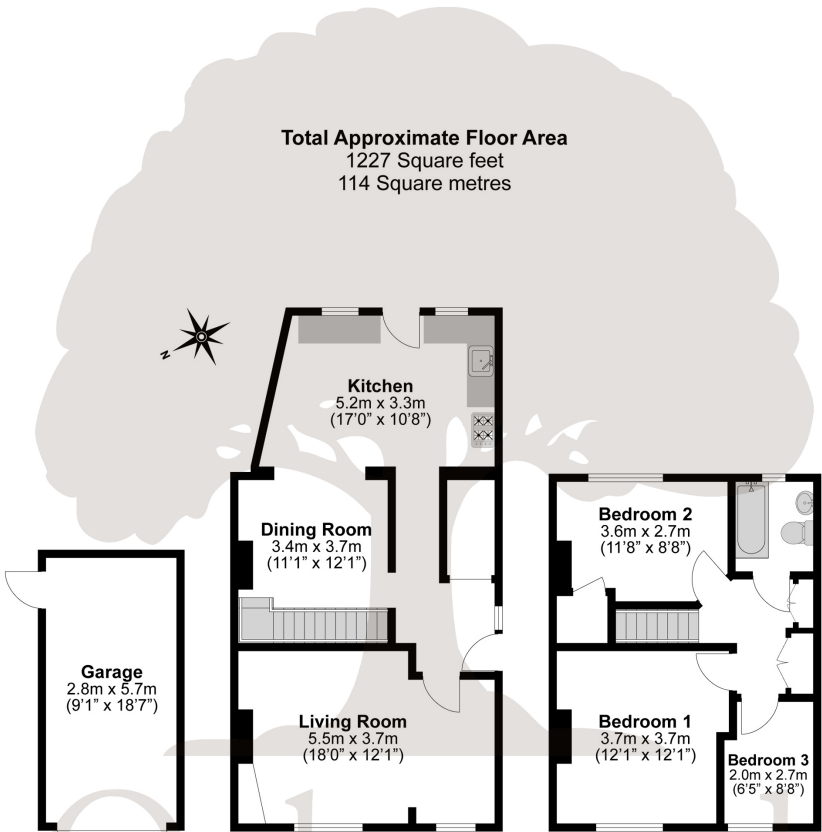 Total Approximate Floor Area
1227 Square feet
114 Square metres
N
Kitchen
5.2m x 3.3m
(17’0” x 10’8”)
Dining Room
3.4m x 3.7m
(11’1” x 12’1”)
Bedroom 2
3.6m x 2.7m
(11’8” x 8’8”)
Garage
2.8m x 5.7m
(9’1” x 18’7”)
Living Room
5.5m x 3.7m
(18’0” x 12’1”)
Bedroom 1
3.7m x 3.7m
(12’1” x 12’1”)
Bedroom 3
2.0m x 2.7m
(6’5” x 8’8”)